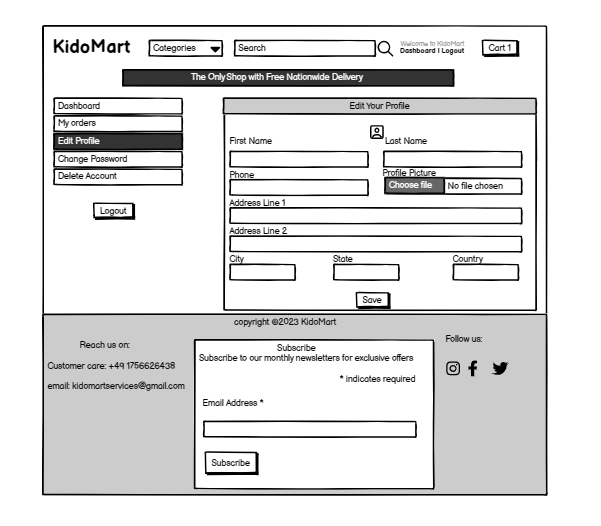 KidoMart
Categories
Search
Welcome to KidoMart
Dashboard | Logout
Cart 1
The Only Shop with Free Nationwide Delivery
Dashboard
My orders
Edit Profile
Change Password
Delete Account
Logout
Edit Your Profile
First Name
Last Name
Phone
Profile Picture
Choose file
No file chosen
Address Line 1
Address Line 2
City
State
Country
Save
copyright ©2023 KidoMart
Reach us on:
Customer care: +49 1756626438
email: kidomartservices@gmail.com
Subscribe
Subscribe to our monthly newsletters for exclusive offers
* indicates required
Email Address *
Subscribe
Follow us: